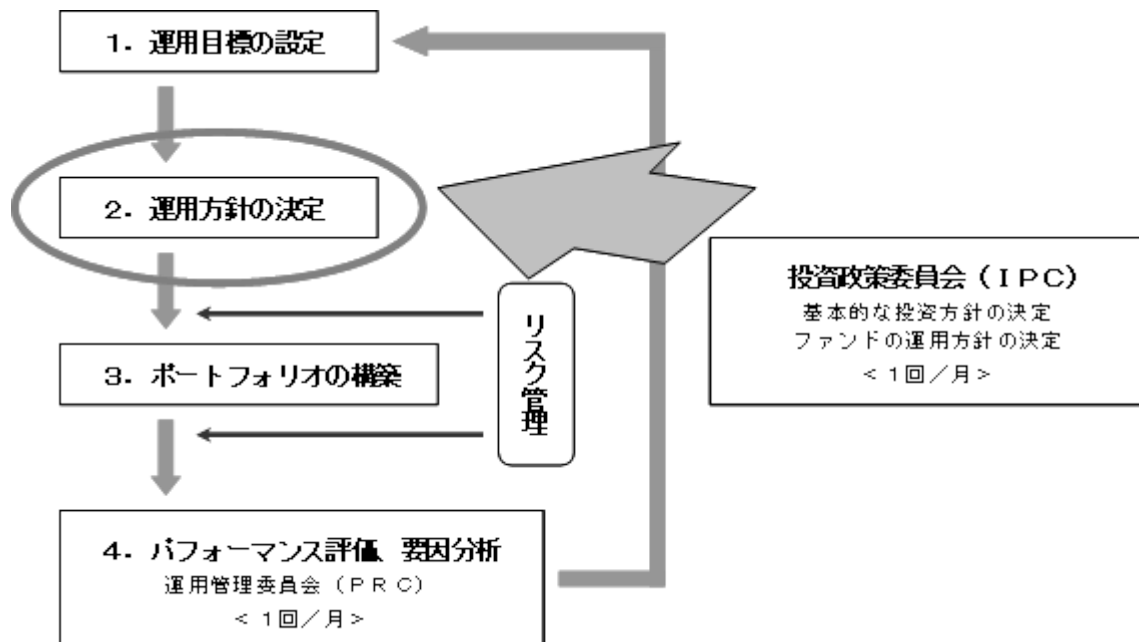 1. 運用目標の設定
2. 運用方針の決定
3. ポートフォリオの構築
4. パフォーマンス評価、要因分析
運用管理委員会（PRC）
＜1回／月＞
リスク管理
投資政策委員会（IPC）
基本的な投資方針の決定
ファンドの運用方針の決定
＜1回／月＞